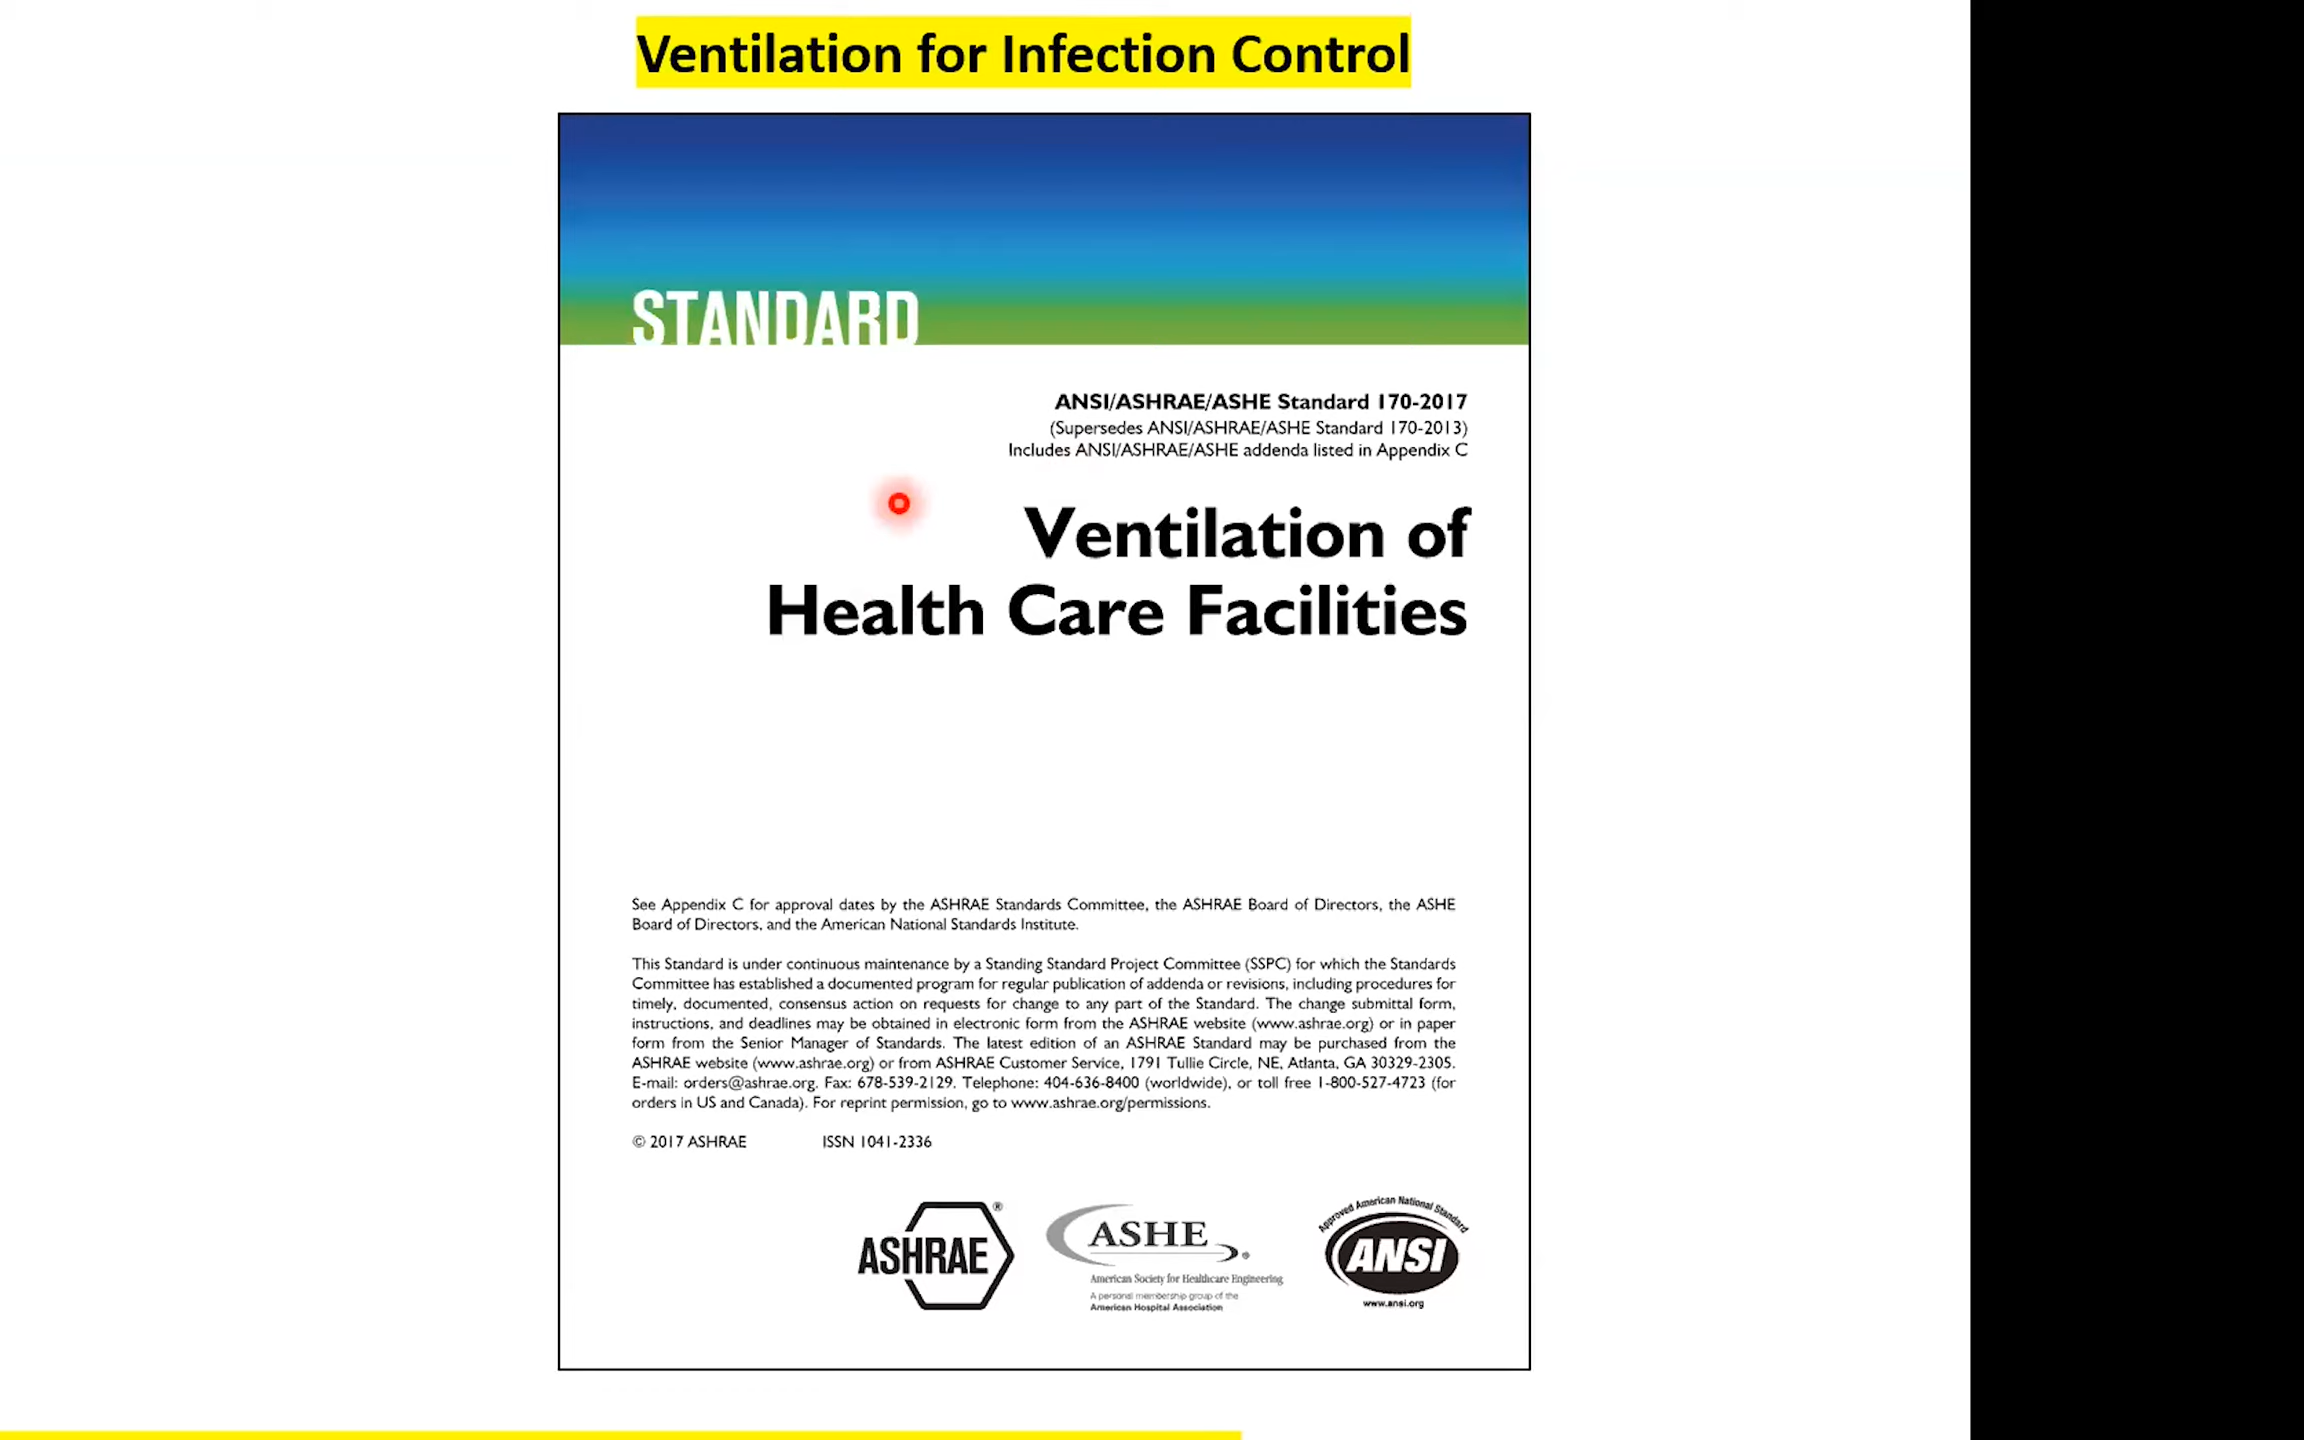 Ventilation for Infection Control
STANDARD
ANSI/ASHRAE/ASHE Standard 170-2017
(Supersedes ANSI/ASHRAE/ASHE Standard 170-2013)
Includes ANSI/ASHRAE/ASHE addenda listed in Appendix C
Ventilation of
Health Care Facilities
See Appendix C for approval dates by the ASHRAE Standards Committee, the ASHRAE Board of Directors, the ASHE
Board of Directors, and the American National Standards Institute.
This Standard is under continuous maintenance by a Standing Standard Project Committee (SSPC) for which the Standards
Committee has established a documented program for regular publication of addenda or revisions, including procedures for
timely, documented, consensus action on requests for change to any part of the Standard. The change submittal form,
instructions, and deadlines may be obtained in electronic form from the ASHRAE website (www.ashrae.org) or in paper
form from the Senior Manager of Standards. The latest edition of an ASHRAE Standard may be purchased from the
ASHRAE website (www.ashrae.org) or from ASHRAE Customer Service, 1791 Tullie Circle, NE, Atlanta, GA 30329-2305.
E-mail: orders@ashrae.org. Fax: 678-539-2129. Telephone: 404-636-8400 (worldwide), or toll free 1-800-527-4723 (for
orders in US and Canada). For reprint permission, go to www.ashrae.org/permissions.
© 2017 ASHRAE ISSN 1041-2336
ASHRAE ®
ASHE ®
American Society for Healthcare Engineering
A personal membership group of the
American Hospital Association
Approved American National Standard
ANSI
www.ansi.org